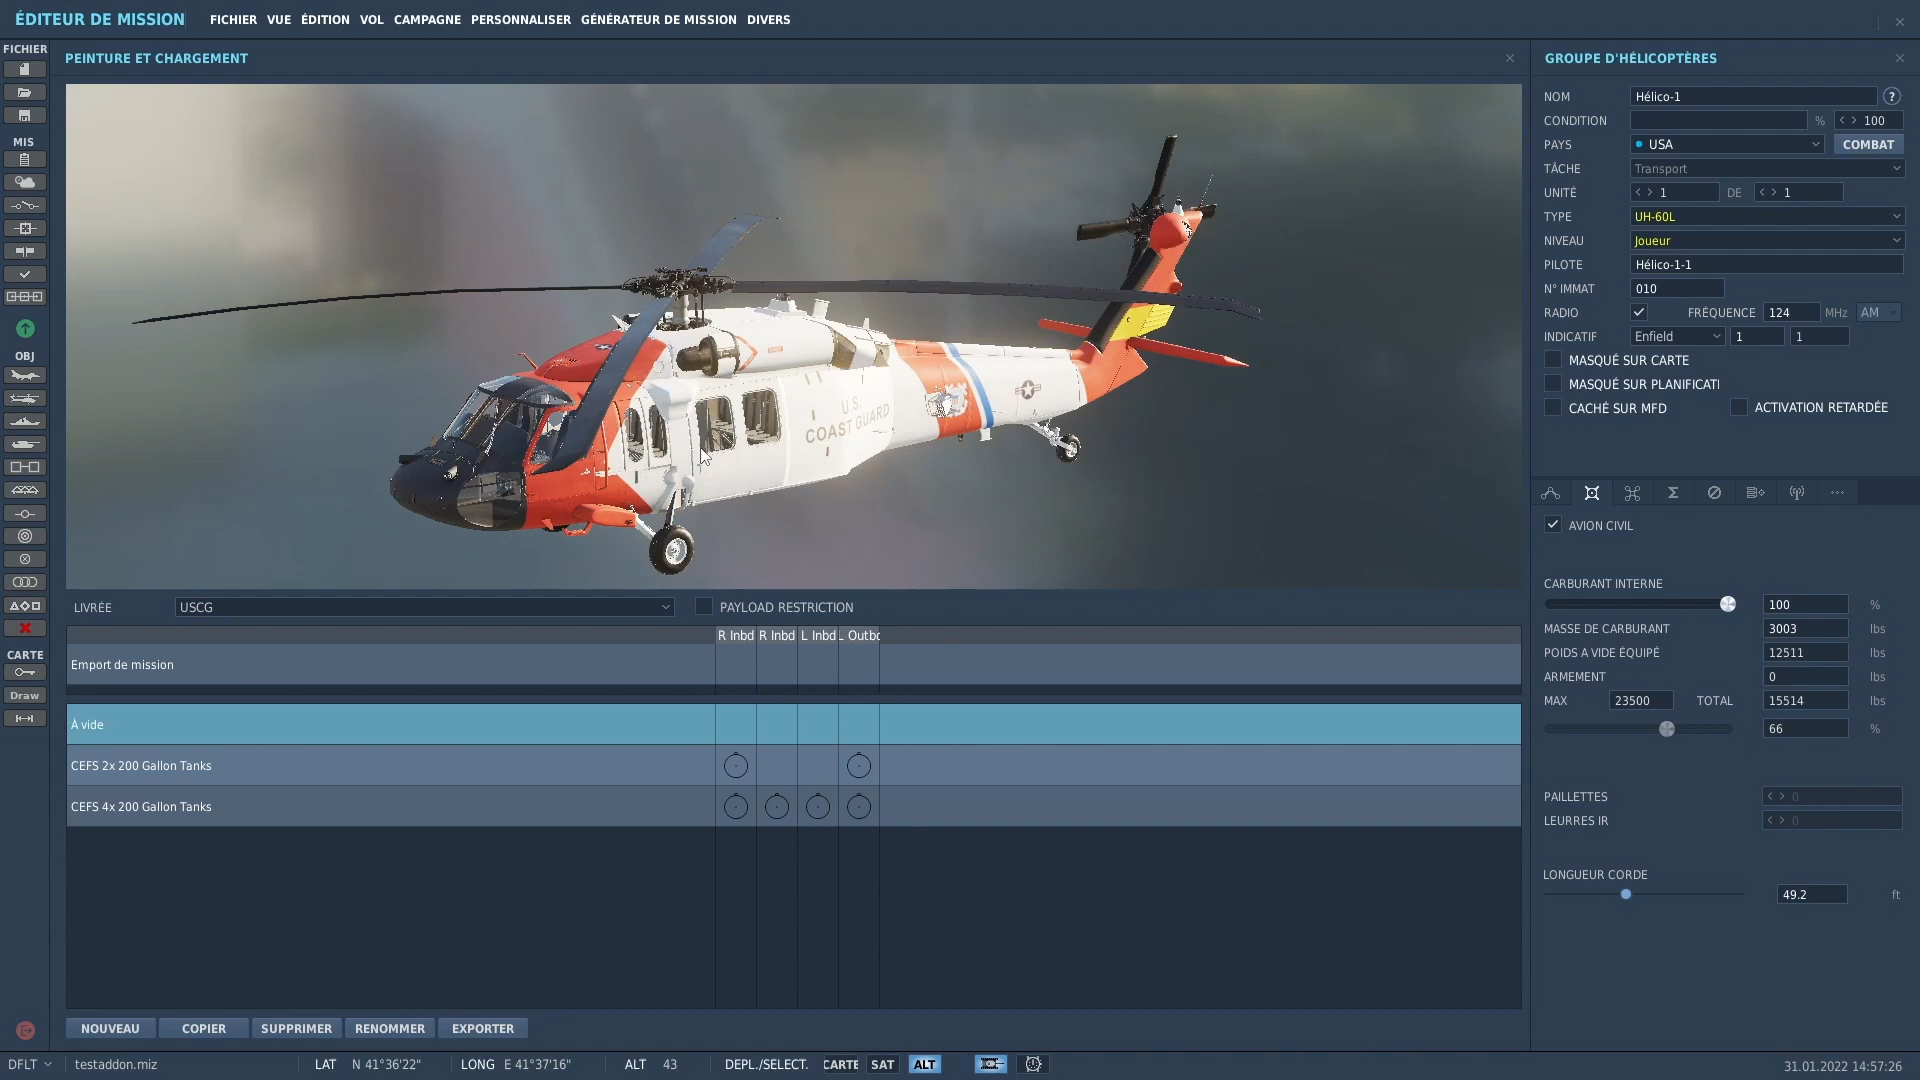 ÉDITEUR DE MISSION FICHIER VUE ÉDITION VOL CAMPAGNE PERSONNALISER GÉNÉRATEUR DE MISSION DIVERS
FICHIER
MIS
OBJ
CARTE
Draw
PEINTURE ET CHARGEMENT
U.S.
COAST GUARD
LIVRÉE USCG PAYLOAD RESTRICTION
R Inbd R Inbd L Inbd L Outbo
Emport de mission
À vide
CEFS 2x 200 Gallon Tanks
CEFS 4x 200 Gallon Tanks
NOUVEAU COPIER SUPPRIMER RENOMMER EXPORTER
GROUPE D'HÉLICOPTÈRES
NOM Hélico-1 ?
CONDITION % < > 100
PAYS USA COMBAT
TÂCHE Transport
UNITÉ < > 1 DE < > 1
TYPE UH-60L
NIVEAU Joueur
PILOTE Hélico-1-1
N° IMMAT 010
RADIO FRÉQUENCE 124 MHz AM
INDICATIF Enfield 1 1
MASQUÉ SUR CARTE
MASQUÉ SUR PLANIFICATI
CACHÉ SUR MFD ACTIVATION RETARDÉE
AVION CIVIL
CARBURANT INTERNE
100 %
MASSE DE CARBURANT 3003 lbs
POIDS A VIDE ÉQUIPÉ 12511 lbs
ARMEMENT 0 lbs
MAX 23500 TOTAL 15514 lbs
66 %
PAILLETTES < > 0
LEURRES IR < > 0
LONGUEUR CORDE
49.2 ft
DFLT testaddon.miz LAT N 41°36'22" LONG E 41°37'16" ALT 43 DEPL./SELECT. CARTE SAT ALT 31.01.2022 14:57:26